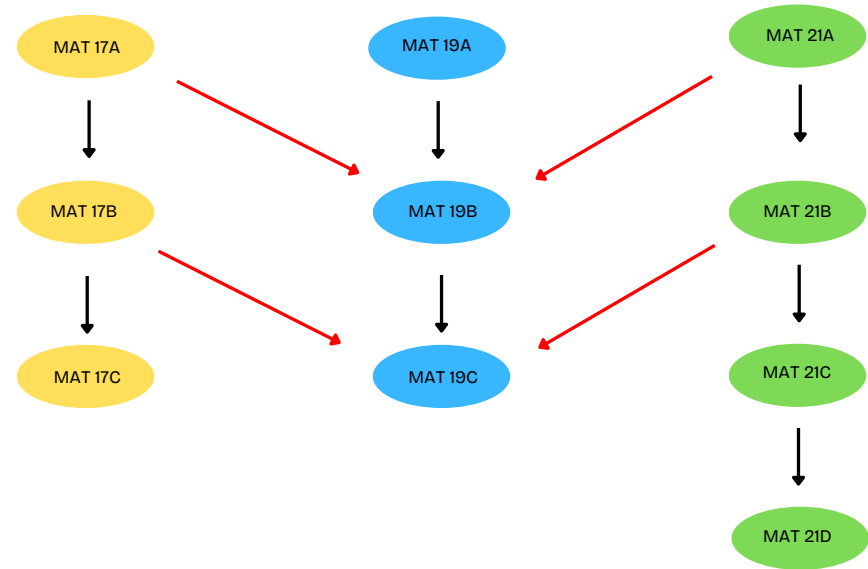 MAT 17A
MAT 19A
MAT 21A
MAT 17B
MAT 19B
MAT 21B
MAT 17C
MAT 19C
MAT 21C
MAT 21D